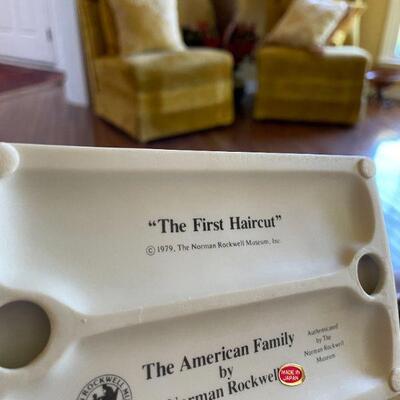 "The First Haircut"
© 1979, The Norman Rockwell Museum, Inc.
The American Family
by
Norman Rockwell
Authenticated
by The
Norman Rockwell
Museum
MADE IN
JAPAN
ROCKWELL